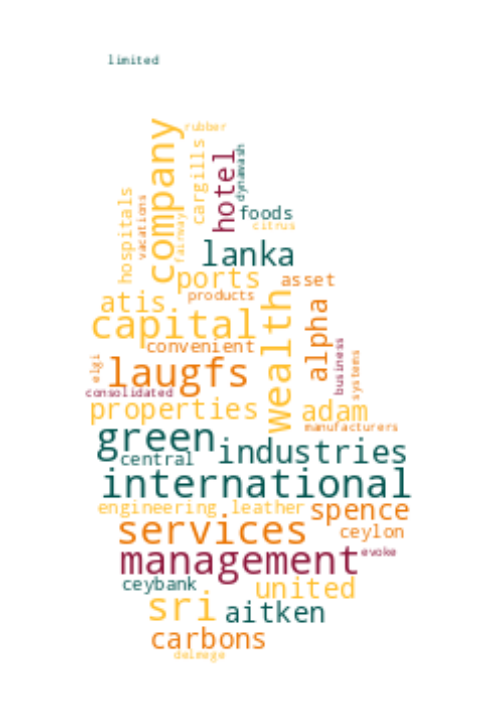 limited
company
rubber
cargills
hotel
dynawash
hospitals
vacations
fairway
foods
citrus
lanka
ports
asset
products
atis.
wealth
alpha
capital
convenient
business
systems
elgi
laugfs
consolidated
properties
adam
manufacturers
green
central
industries
international
engineering.leather
spence
services
ceylon
management
evoke
ceybank
united
sri
aitken
carbons
delmege